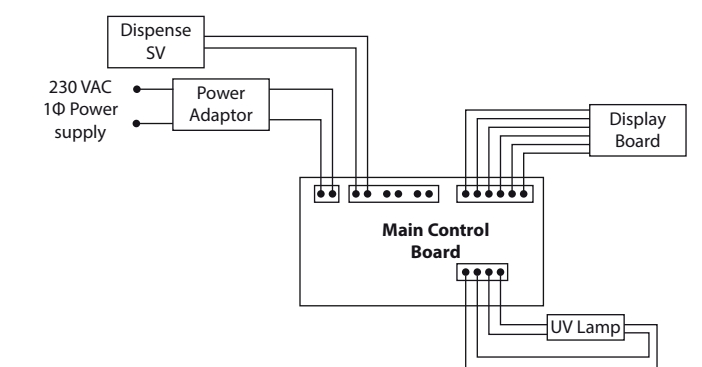 Dispense
SV
230 VAC
1Φ Power
supply
Power
Adaptor
Display
Board
Main Control
Board
UV Lamp